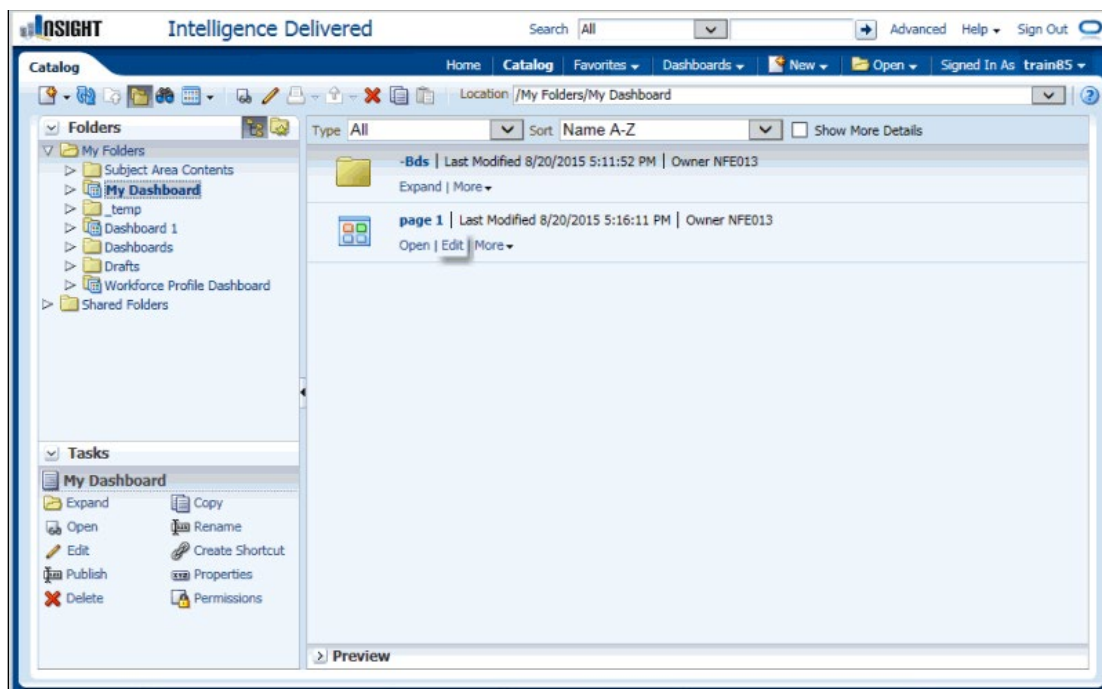 INSIGHT Intelligence Delivered Search All Advanced Help Sign Out
Catalog Home Catalog Favorites Dashboards New Open Signed In As train85
Location /My Folders/My Dashboard
Folders
My Folders
Subject Area Contents
My Dashboard
_temp
Dashboard 1
Dashboards
Drafts
Workforce Profile Dashboard
Shared Folders
Tasks
My Dashboard
Expand Copy
Open Rename
Edit Create Shortcut
Publish Properties
Delete Permissions
Type All Sort Name A-Z Show More Details
-Bds | Last Modified 8/20/2015 5:11:52 PM | Owner NFE013
Expand | More
page 1 | Last Modified 8/20/2015 5:16:11 PM | Owner NFE013
Open | Edit | More
Preview